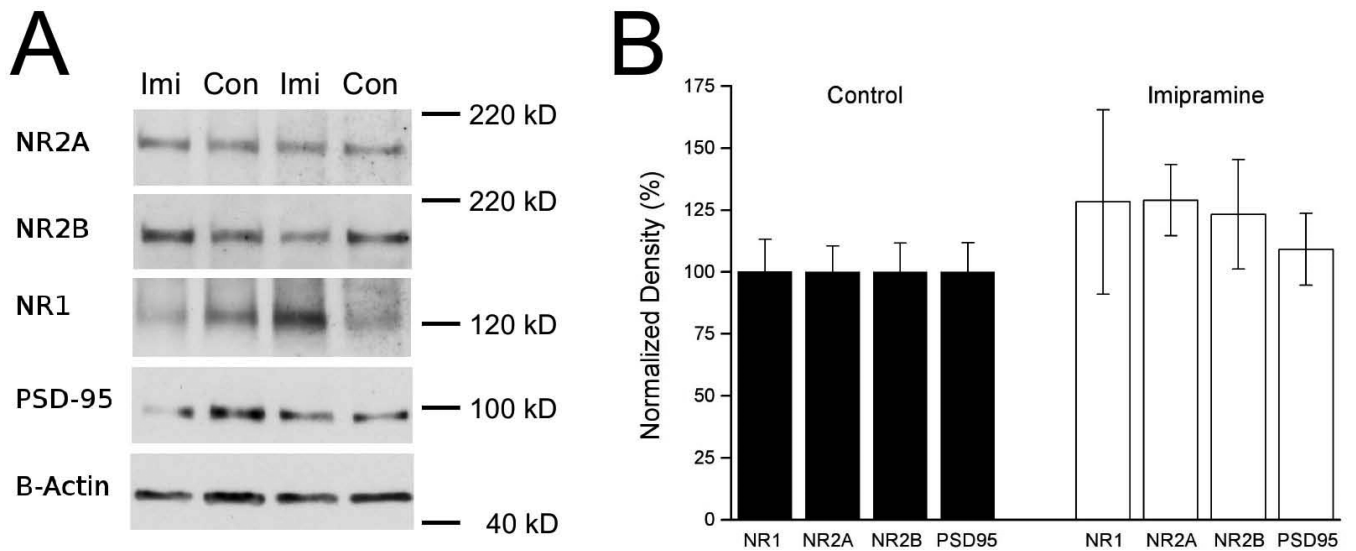 A
Imi Con Imi Con
NR2A
220 kD
NR2B
220 kD
NR1
120 kD
PSD-95
100 kD
B-Actin
40 kD
B
Control Imipramine
Normalized Density (%)
175
150
125
100
75
50
25
0
NR1 NR2A NR2B PSD95 NR1 NR2A NR2B PSD95